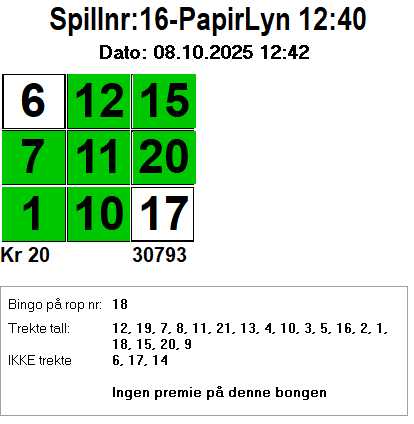 Spillnr:16-PapirLyn 12:40
Dato: 08.10.2025 12:42
6 12 15
7 11 20
1 10 17
Kr 20 30793
Bingo på rop nr: 18
Trekte tall: 12, 19, 7, 8, 11, 21, 13, 4, 10, 3, 5, 16, 2, 1,
18, 15, 20, 9
IKKE trekte 6, 17, 14
Ingen premie på denne bongen